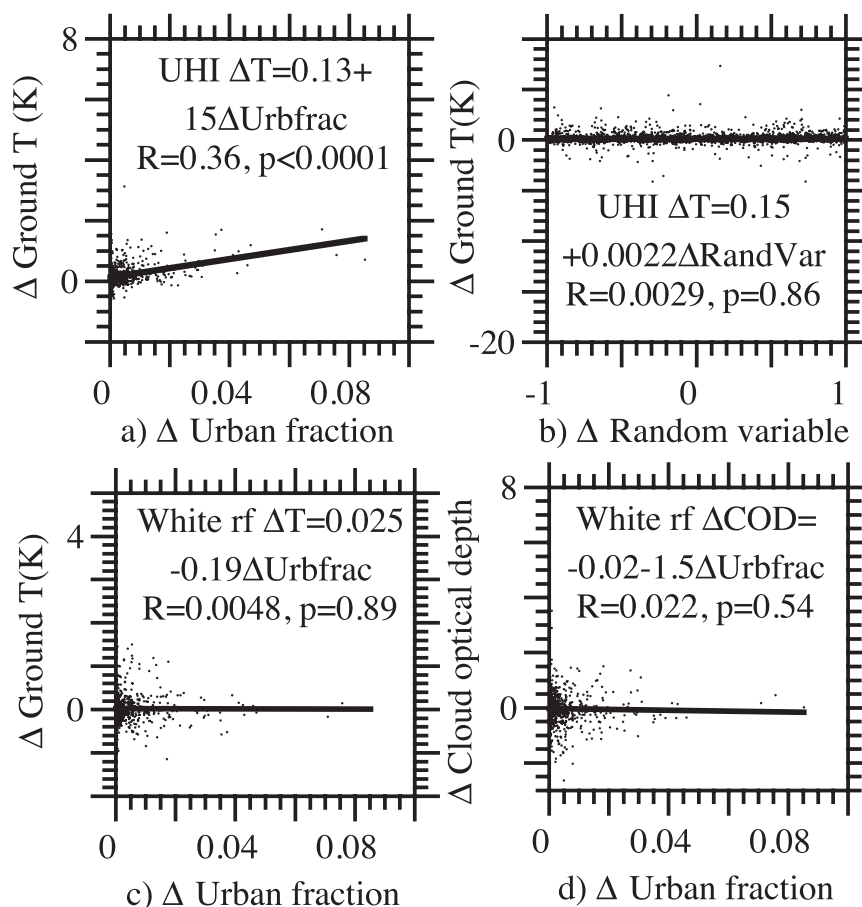 8
UHI ΔT=0.13+
15ΔUrbfrac
R=0.36, p<0.0001
Δ Ground T (K)
0
0 0.04 0.08
a) Δ Urban fraction
Δ Ground T(K)
0
UHI ΔT=0.15
+0.0022ΔRandVar
R=0.0029, p=0.86
-20
-1 0 1
b) Δ Random variable
White rf ΔT=0.025
4
-0.19ΔUrbfrac
R=0.0048, p=0.89
Δ Ground T(K)
0
0 0.04 0.08
c) Δ Urban fraction
8
White rf ΔCOD=
-0.02-1.5ΔUrbfrac
R=0.022, p=0.54
4
Δ Cloud optical depth
0
0 0.04 0.08
d) Δ Urban fraction